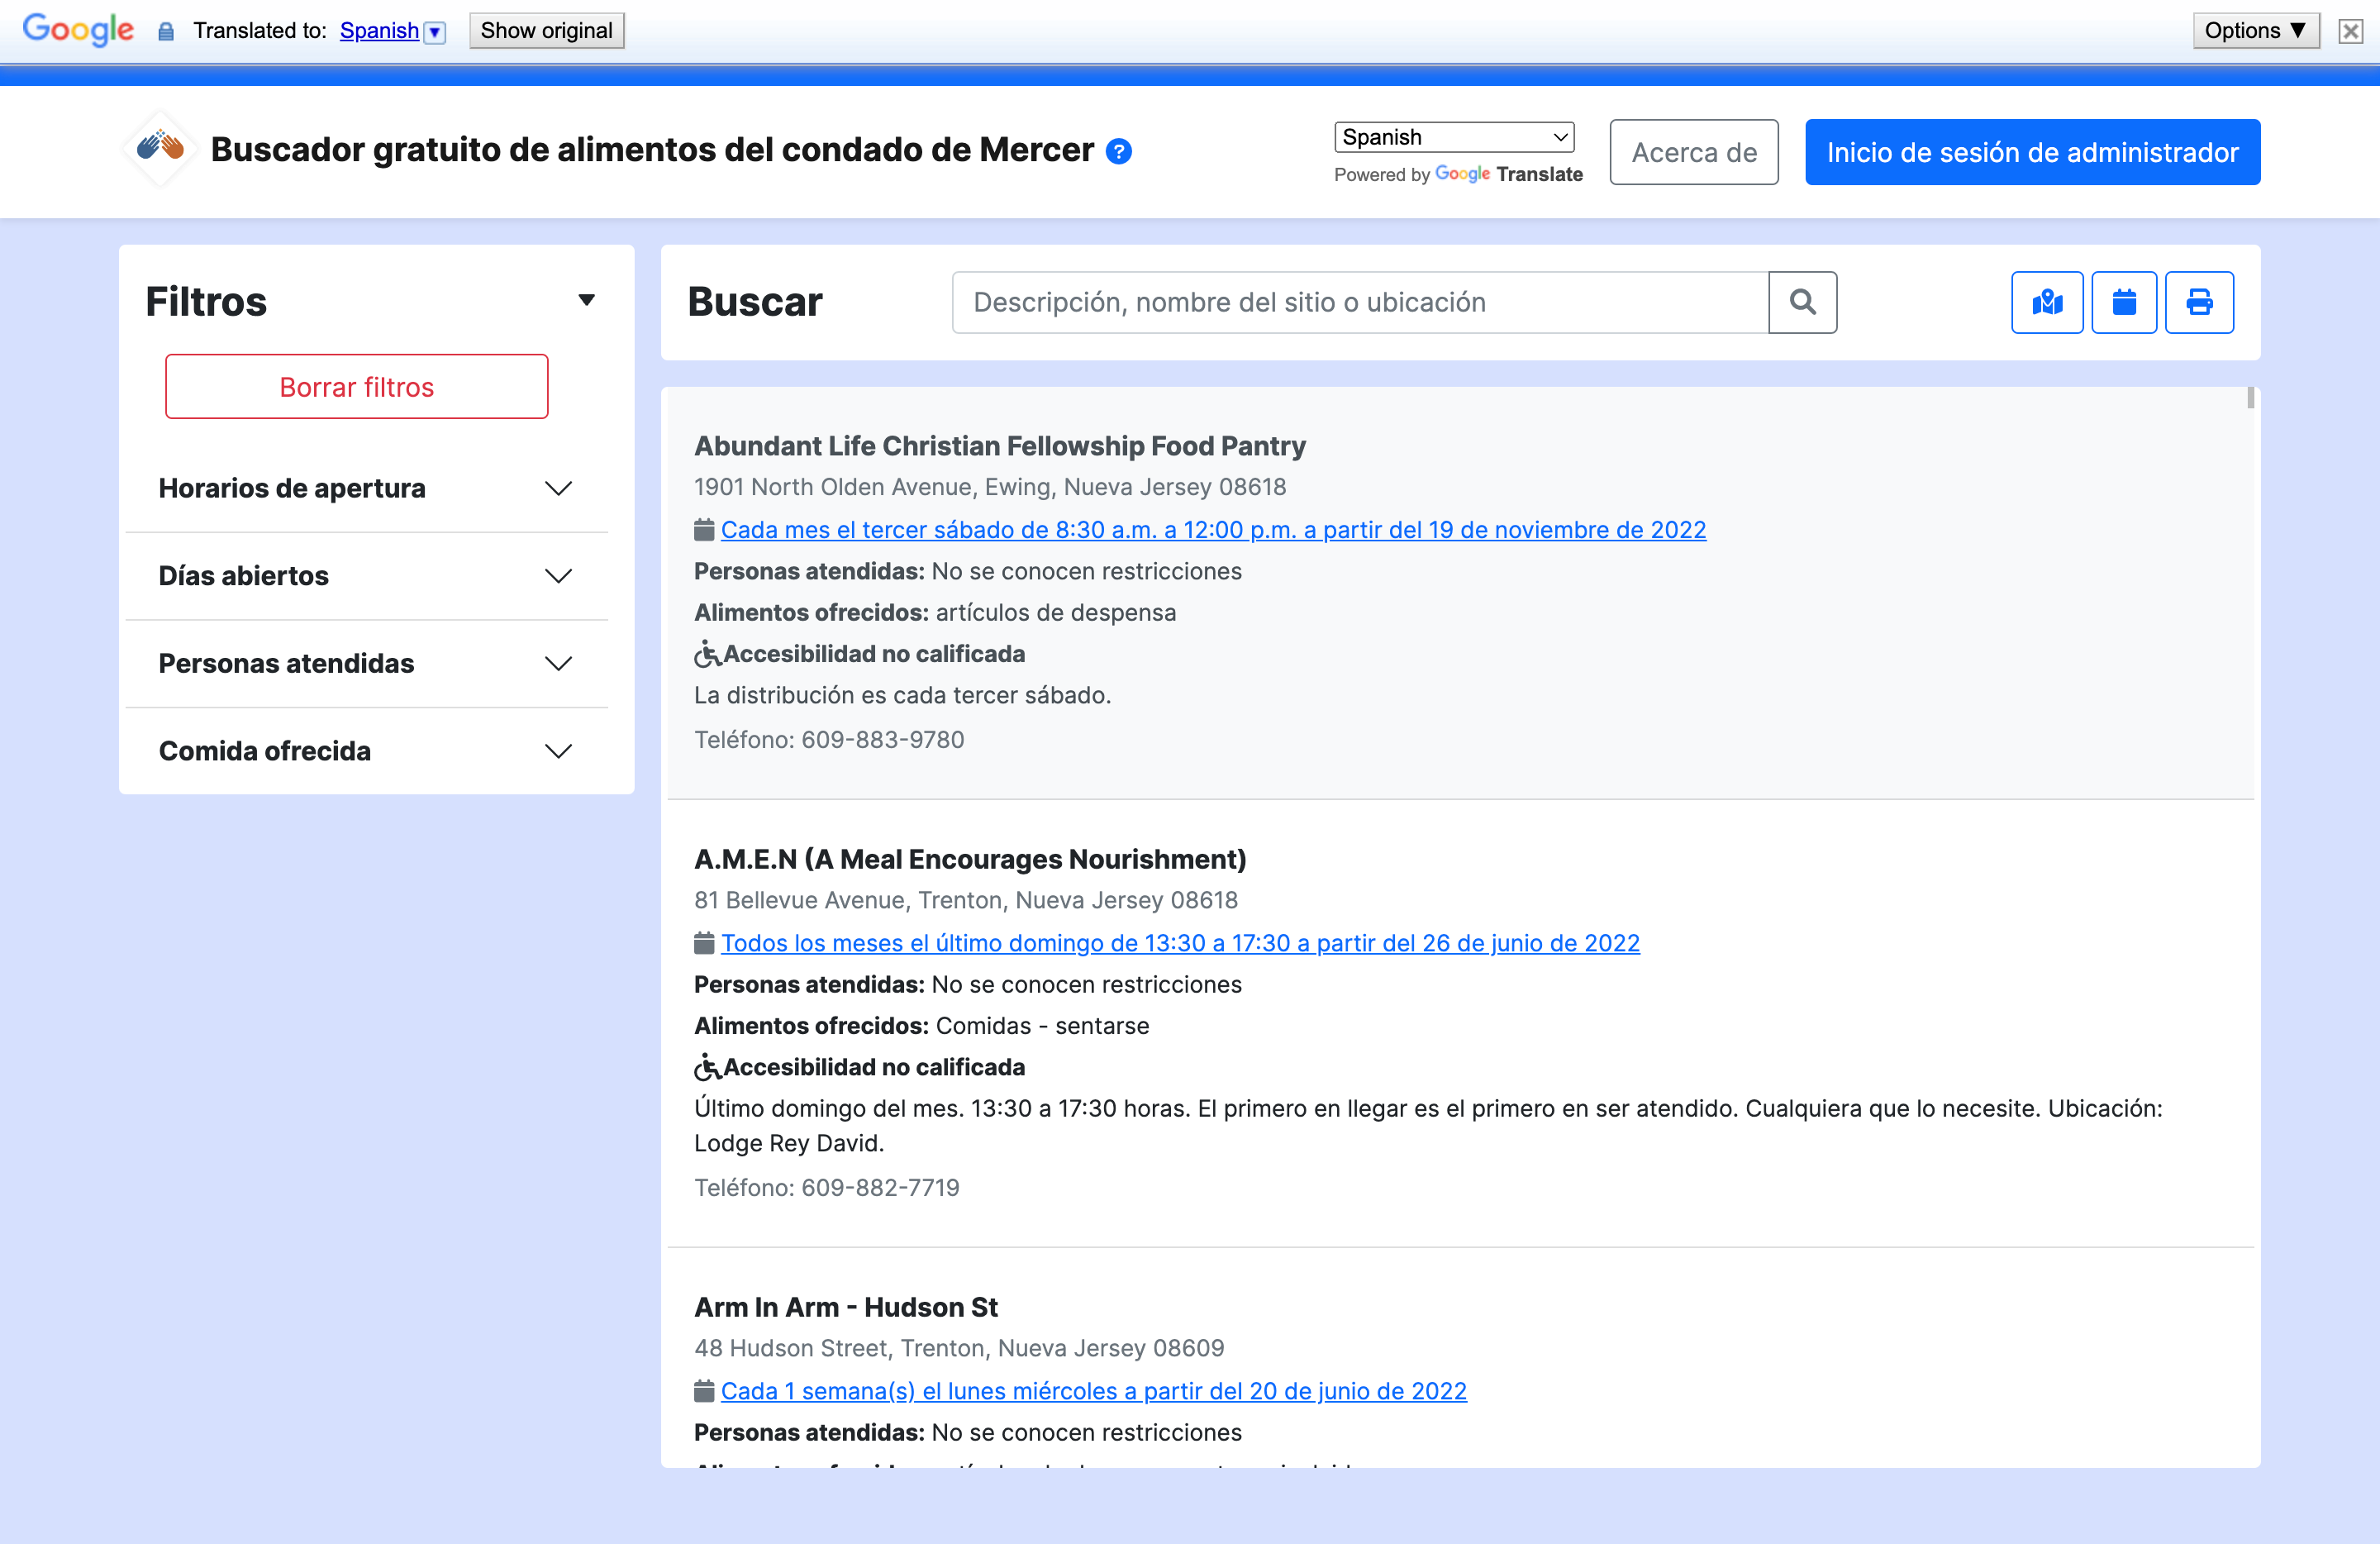 Google Translated to: Spanish ▼ Show original Options ▼
Buscador gratuito de alimentos del condado de Mercer ?
Spanish
Powered by Google Translate
Acerca de
Inicio de sesión de administrador
Filtros
Borrar filtros
Horarios de apertura
Días abiertos
Personas atendidas
Comida ofrecida
Buscar
Descripción, nombre del sitio o ubicación
Abundant Life Christian Fellowship Food Pantry
1901 North Olden Avenue, Ewing, Nueva Jersey 08618
Cada mes el tercer sábado de 8:30 a.m. a 12:00 p.m. a partir del 19 de noviembre de 2022
Personas atendidas: No se conocen restricciones
Alimentos ofrecidos: artículos de despensa
Accesibilidad no calificada
La distribución es cada tercer sábado.
Teléfono: 609-883-9780
A.M.E.N (A Meal Encourages Nourishment)
81 Bellevue Avenue, Trenton, Nueva Jersey 08618
Todos los meses el último domingo de 13:30 a 17:30 a partir del 26 de junio de 2022
Personas atendidas: No se conocen restricciones
Alimentos ofrecidos: Comidas - sentarse
Accesibilidad no calificada
Último domingo del mes. 13:30 a 17:30 horas. El primero en llegar es el primero en ser atendido. Cualquiera que lo necesite. Ubicación:
Lodge Rey David.
Teléfono: 609-882-7719
Arm In Arm - Hudson St
48 Hudson Street, Trenton, Nueva Jersey 08609
Cada 1 semana(s) el lunes miércoles a partir del 20 de junio de 2022
Personas atendidas: No se conocen restricciones